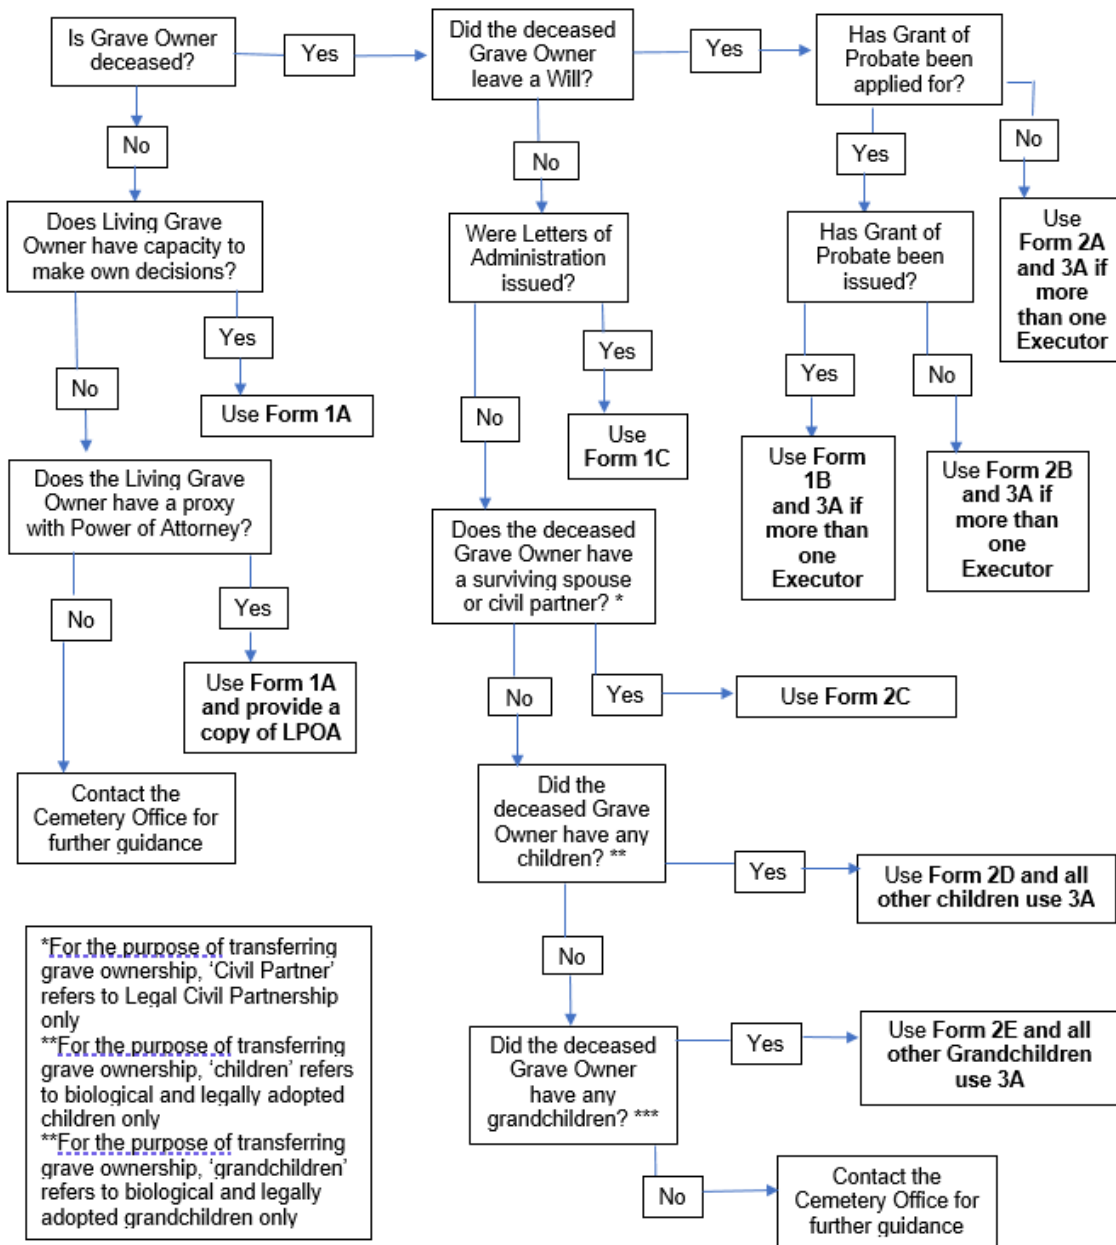 Is Grave Owner
deceased?
Yes
Did the deceased
Grave Owner
leave a Will?
Yes
Has Grant of
Probate been
applied for?
No
No
Yes
No
Does Living Grave
Owner have capacity to
make own decisions?
Were Letters of
Administration
issued?
Has Grant of
Probate been
issued?
Use
Form 2A
and 3A if
more
than one
Executor
Yes
No
Use Form 1A
Yes
No
Use
Form 1C
Yes
No
Use Form
1B
and 3A if
more than
one
Executor
Use Form 2B
and 3A if
more than
one
Executor
Does the Living Grave
Owner have a proxy
with Power of Attorney?
Does the deceased
Grave Owner have
a surviving spouse
or civil partner? *
No
Yes
Use Form 1A
and provide a
copy of LPOA
No
Yes
Use Form 2C
Contact the
Cemetery Office for
further guidance
Did the
deceased Grave
Owner have any
children? **
Yes
Use Form 2D and all
other children use 3A
No
*For the purpose of transferring
grave ownership, ‘Civil Partner’
refers to Legal Civil Partnership
only
**For the purpose of transferring
grave ownership, ‘children’ refers
to biological and legally adopted
children only
**For the purpose of transferring
grave ownership, ‘grandchildren’
refers to biological and legally
adopted grandchildren only
Did the deceased
Grave Owner
have any
grandchildren? ***
Yes
Use Form 2E and all
other Grandchildren
use 3A
No
Contact the
Cemetery Office for
further guidance